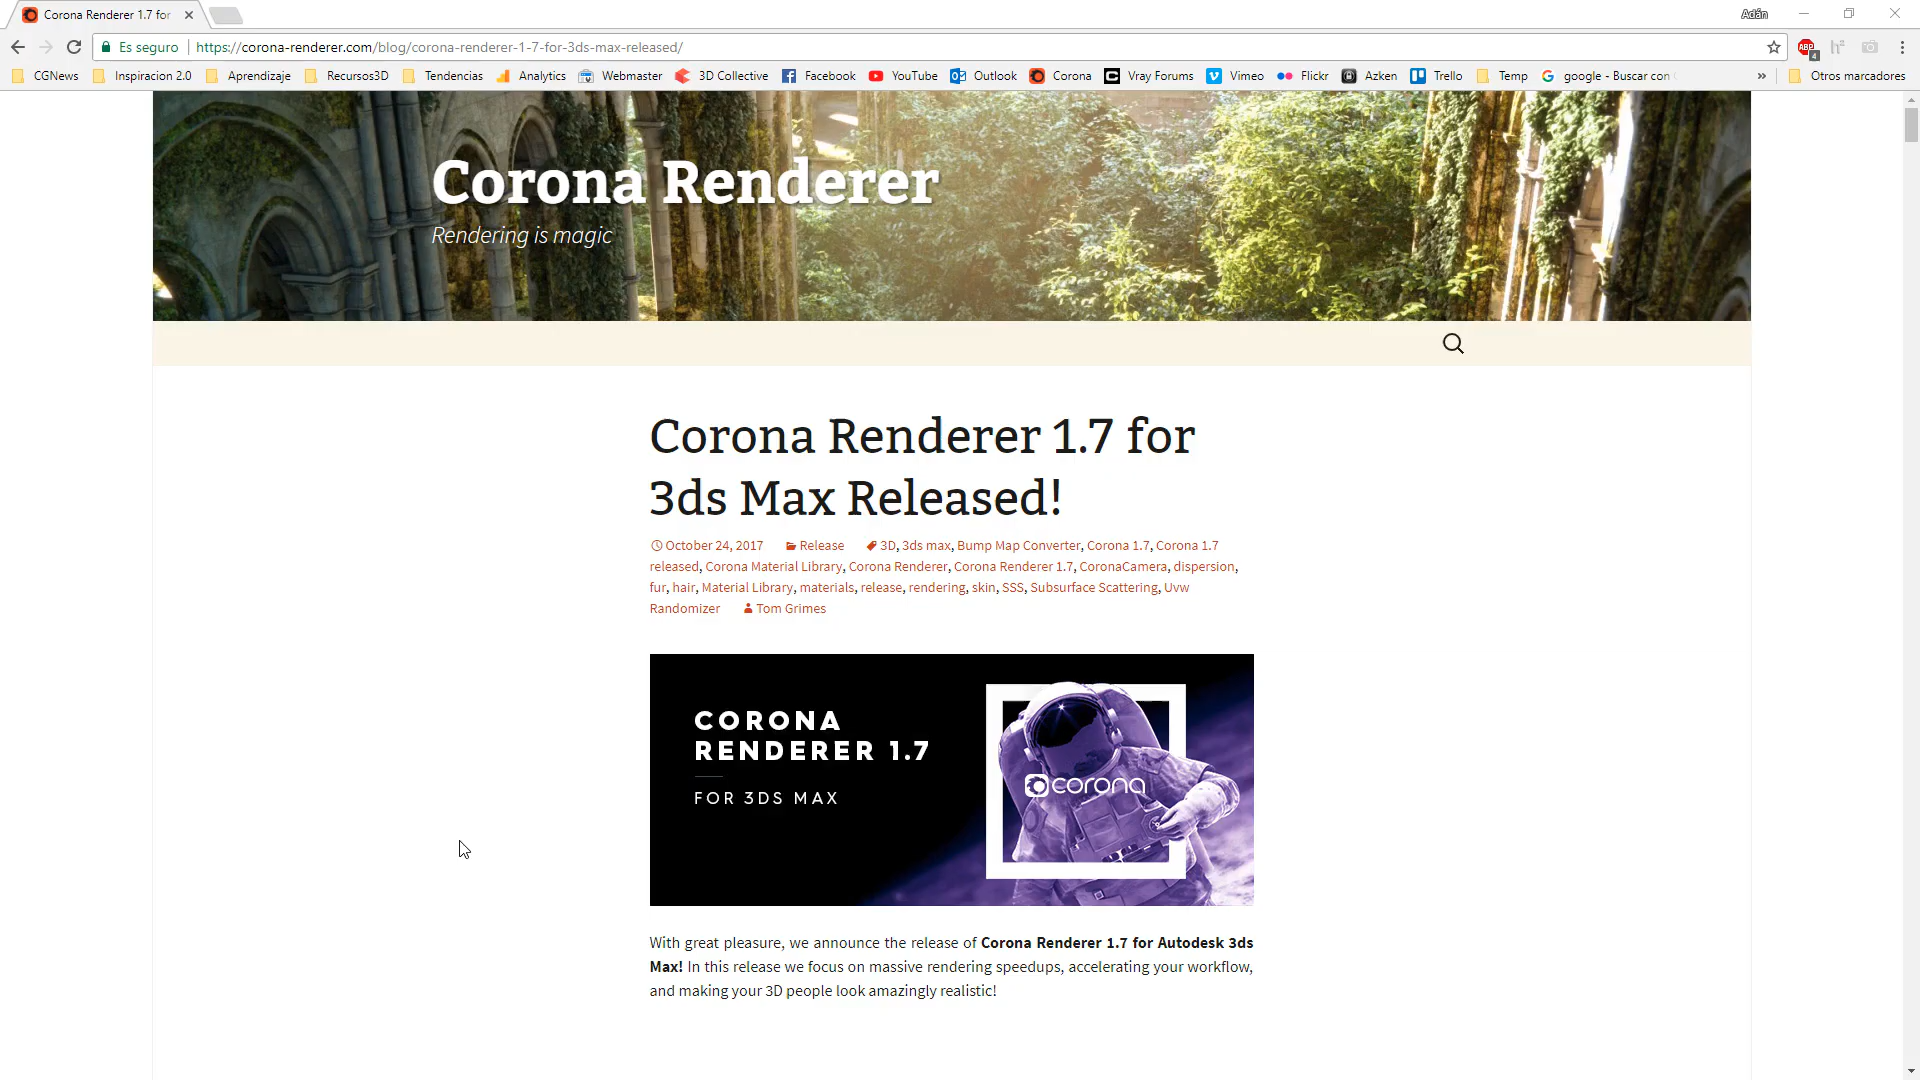 Corona Renderer 1.7 for
Adán
Es seguro https://corona-renderer.com/blog/corona-renderer-1-7-for-3ds-max-released/
ABP 4 h²
CGNews Inspiracion 2.0 Aprendizaje Recursos3D Tendencias Analytics Webmaster 3D Collective Facebook YouTube Outlook Corona Vray Forums Vimeo Flickr Azken Trello Temp google - Buscar con » Otros marcadores
Corona Renderer
Rendering is magic
Corona Renderer 1.7 for
3ds Max Released!
October 24, 2017 Release 3D, 3ds max, Bump Map Converter, Corona 1.7, Corona 1.7
released, Corona Material Library, Corona Renderer, Corona Renderer 1.7, CoronaCamera, dispersion,
fur, hair, Material Library, materials, release, rendering, skin, SSS, Subsurface Scattering, Uvw
Randomizer Tom Grimes
CORONA
RENDERER 1.7
FOR 3DS MAX
corona
With great pleasure, we announce the release of Corona Renderer 1.7 for Autodesk 3ds
Max! In this release we focus on massive rendering speedups, accelerating your workflow,
and making your 3D people look amazingly realistic!